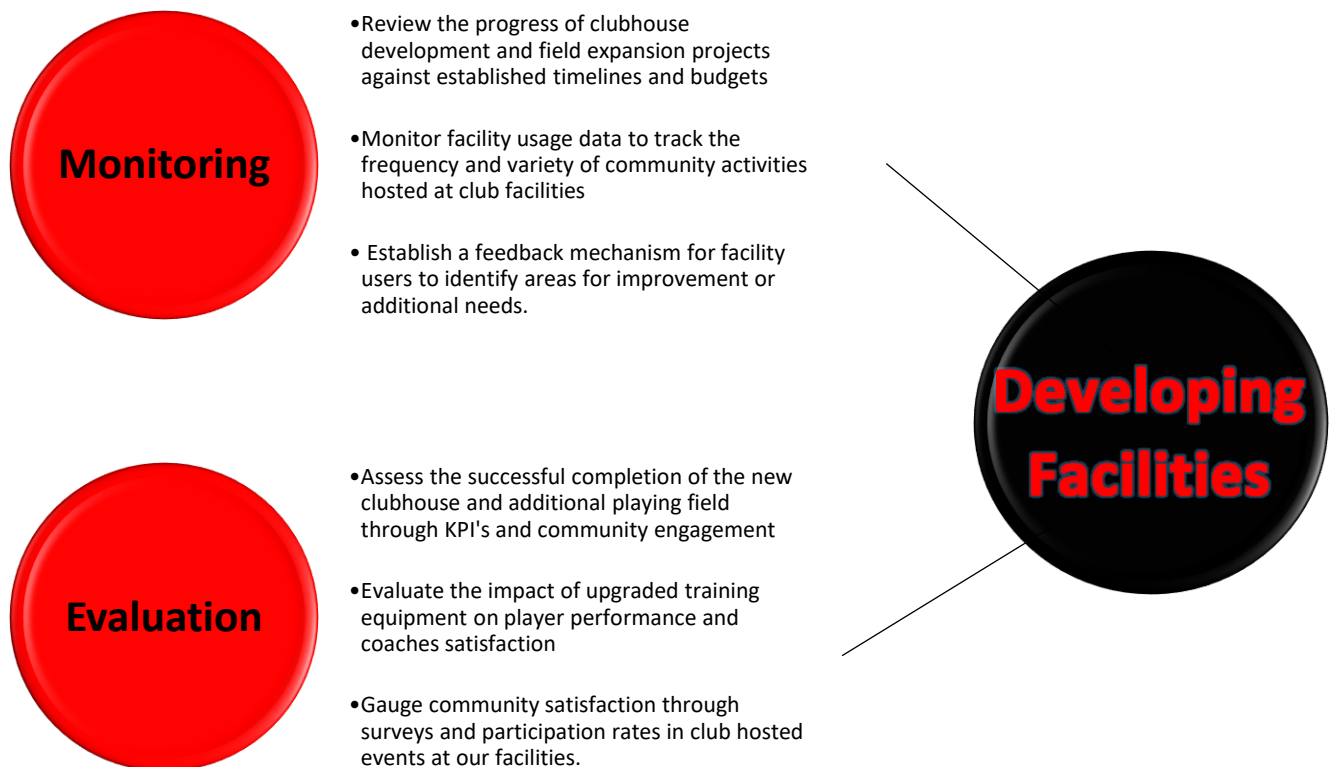 Monitoring
•Review the progress of clubhouse
development and field expansion projects
against established timelines and budgets
•Monitor facility usage data to track the
frequency and variety of community activities
hosted at club facilities
• Establish a feedback mechanism for facility
users to identify areas for improvement or
additional needs.
Developing
Facilities
Evaluation
•Assess the successful completion of the new
clubhouse and additional playing field
through KPI's and community engagement
•Evaluate the impact of upgraded training
equipment on player performance and
coaches satisfaction
•Gauge community satisfaction through
surveys and participation rates in club hosted
events at our facilities.